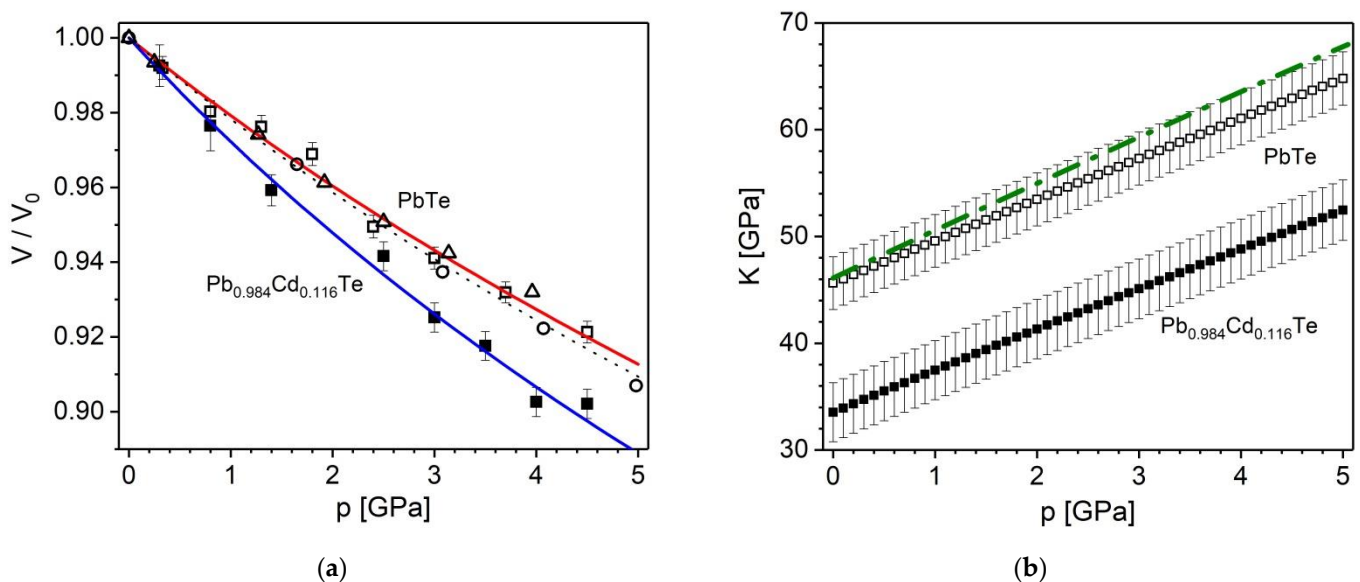 1.00
0.98
0.96
0.94
0.92
0.90
V / V₀
PbTe
Pb₀.₉₈₄Cd₀.₁₁₆Te
0 1 2 3 4 5
p [GPa]
(a)
70
60
50
40
30
K [GPa]
PbTe
Pb₀.₉₈₄Cd₀.₁₁₆Te
0 1 2 3 4 5
p [GPa]
(b)